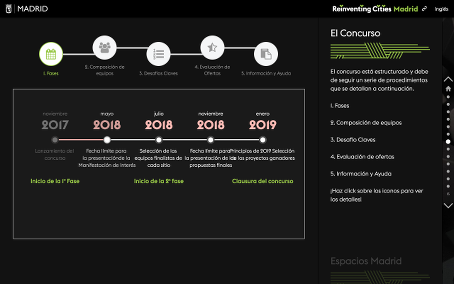 MADRID
Reinventing Cities Madrid
Inglés
1. Fases
2. Composición de equipos
3. Desafíos Claves
4. Evaluación de Ofertas
5. Información y Ayuda
noviembre
2017
Lanzamiento del concurso
mayo
2018
Fecha límite para la presentación de la Manifestación de interés
julio
2018
Selección de los equipos finalistas de cada sitio
noviembre
2018
Fecha límite para la presentación de las propuestas finales
enero
2019
Principios de 2019 Selección de los proyectos ganadores
Inicio de la 1ª Fase
Inicio de la 2ª Fase
Clausura del concurso
El Concurso
El concurso está estructurado y debe
de seguir un serie de procedimientos
que se detallan a continuación.
1. Fases
2. Composición de equipos
3. Desafío Claves
4. Evaluación de ofertas
5. Información y Ayuda
¡Haz click sobre los iconos para ver
los detalles!
Espacios Madrid